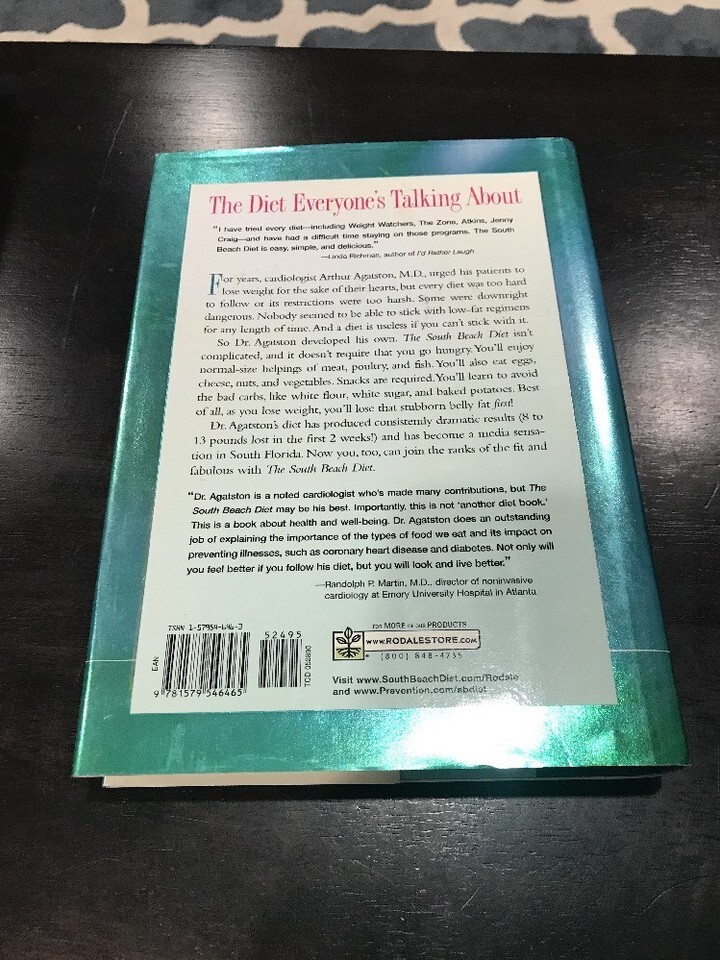 The Diet Everyone's Talking About
"I have tried every diet—including Weight Watchers, The Zone, Atkins, Jenny
Craig—and have had a difficult time staying on those programs. The South
Beach Diet is easy, simple, and delicious."
—Linda Richman, author of I'd Rather Laugh
For years, cardiologist Arthur Agatston, M.D., urged his patients to
lose weight for the sake of their hearts, but every diet was too hard
to follow or its restrictions were too harsh. Some were downright
dangerous. Nobody seemed to be able to stick with low-fat regimens
for any length of time. And a diet is useless if you can't stick with it.
So Dr. Agatston developed his own. The South Beach Diet isn't
complicated, and it doesn't require that you go hungry. You'll enjoy
normal-size helpings of meat, poultry, and fish. You'll also eat eggs,
cheese, nuts, and vegetables. Snacks are required. You'll learn to avoid
the bad carbs, like white flour, white sugar, and baked potatoes. Best
of all, as you lose weight, you'll lose that stubborn belly fat first!
Dr. Agatston's diet has produced consistently dramatic results (8 to
13 pounds lost in the first 2 weeks!) and has become a media sensa-
tion in South Florida. Now you, too, can join the ranks of the fit and
fabulous with The South Beach Diet.
"Dr. Agatston is a noted cardiologist who's made many contributions, but The
South Beach Diet may be his best. Importantly, this is not 'another diet book.'
This is a book about health and well-being. Dr. Agatston does an outstanding
job of explaining the importance of the types of food we eat and its impact on
preventing illnesses, such as coronary heart disease and diabetes. Not only will
you feel better if you follow his diet, but you will look and live better."
—Randolph P. Martin, M.D., director of noninvasive
cardiology at Emory University Hospital in Atlanta
ISBN 1-57954-646-3
52495
EAN
9 781579 546465
TCD 052890
FOR MORE OF OUR PRODUCTS
WWW.RODALESTORE.COM
(800) 848-4735
Visit www.SouthBeachDiet.com/Rodale
and www.Prevention.com/sbdiet